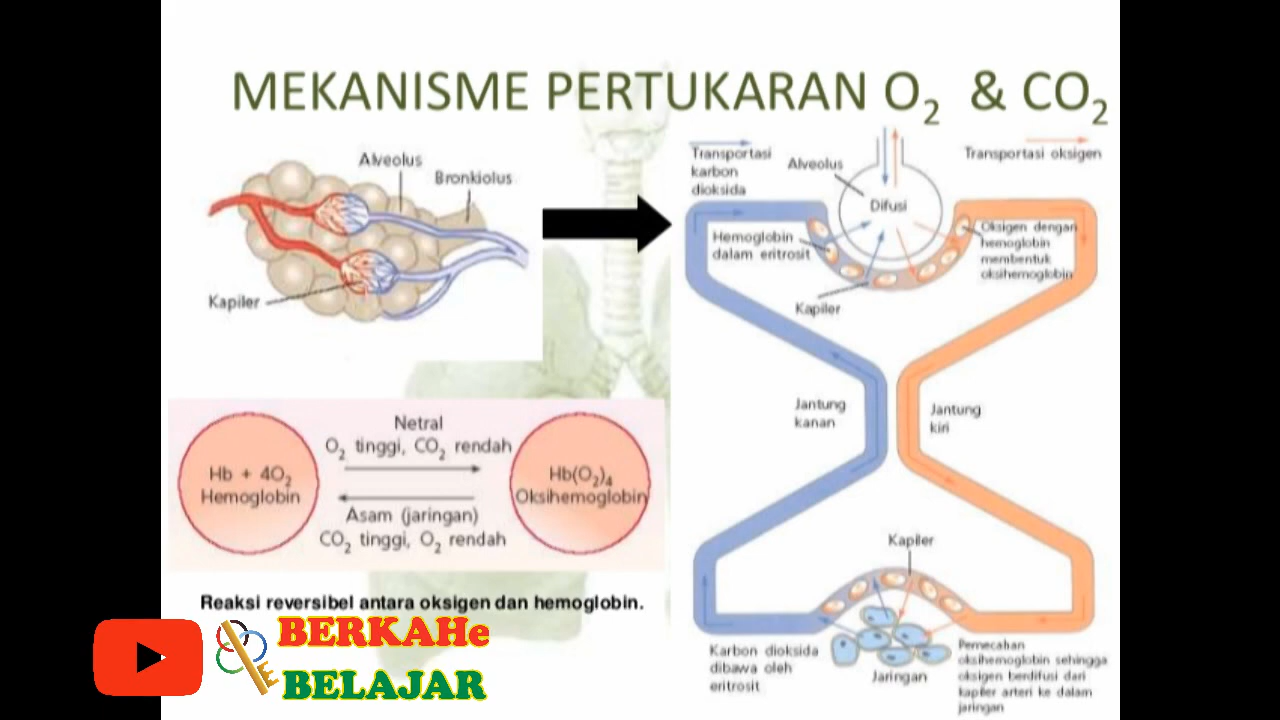 MEKANISME PERTUKARAN O₂ & CO₂
Alveolus
Bronkiolus
Kapiler
Transportasi
karbon
dioksida
Alveolus
Transportasi oksigen
Difusi
Hemoglobin
dalam eritrosit
Oksigen dengan
hemoglobin
membentuk
oksihemoglobin
Kapiler
Jantung
kanan
Jantung
kiri
Netral
O₂ tinggi, CO₂ rendah
Hb + 4O₂
Hemoglobin
Hb(O₂)₄
Oksihemoglobin
Asam (jaringan)
CO₂ tinggi, O₂ rendah
Reaksi reversibel antara oksigen dan hemoglobin.
Kapiler
Karbon dioksida
dibawa oleh
eritrosit
Jaringan
Pemecahan
oksihemoglobin sehingga
oksigen berdifusi dari
kapiler arteri ke dalam
jaringan
BERKAHe
BELAJAR